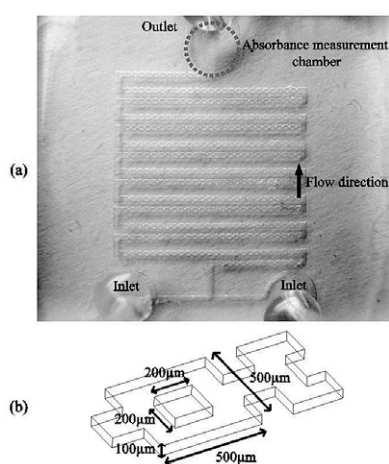 Outlet
Absorbance measurement
chamber
(a)
Flow direction
Inlet
Inlet
200μm
500μm
200μm
100μm
500μm
(b)